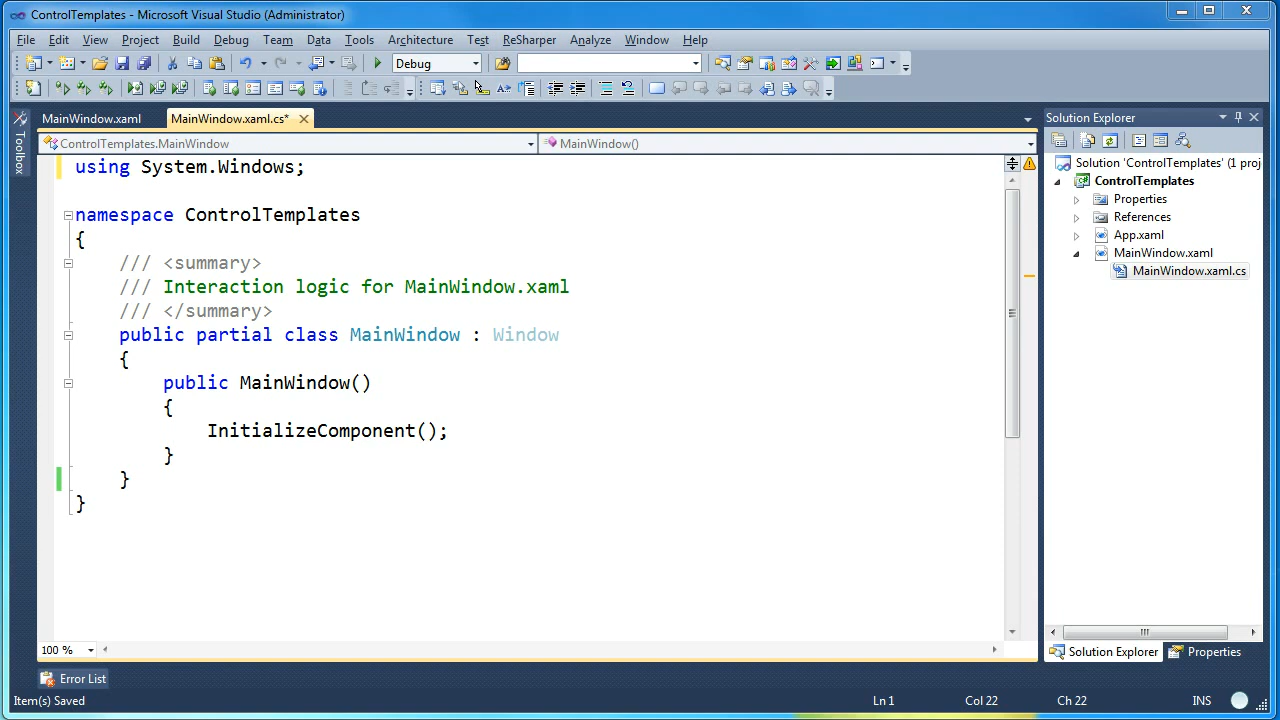 ControlTemplates - Microsoft Visual Studio (Administrator)
File Edit View Project Build Debug Team Data Tools Architecture Test ReSharper Analyze Window Help
Debug
MainWindow.xaml MainWindow.xaml.cs*
ControlTemplates.MainWindow MainWindow()
Toolbox
using System.Windows;
namespace ControlTemplates
{
/// <summary>
/// Interaction logic for MainWindow.xaml
/// </summary>
public partial class MainWindow : Window
{
public MainWindow()
{
InitializeComponent();
}
}
}
100 %
Solution Explorer
Solution 'ControlTemplates' (1 proj
ControlTemplates
Properties
References
App.xaml
MainWindow.xaml
MainWindow.xaml.cs
Solution Explorer Properties
Error List
Item(s) Saved Ln 1 Col 22 Ch 22 INS